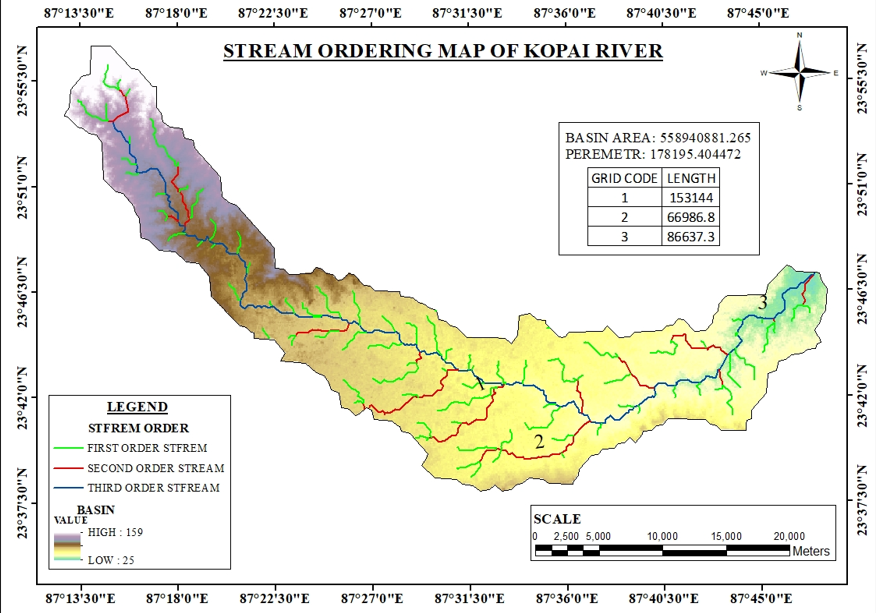 87°13'30"E 87°18'0"E 87°22'30"E 87°27'0"E 87°31'30"E 87°36'0"E 87°40'30"E 87°45'0"E
STREAM ORDERING MAP OF KOPAI RIVER
N
W E
S
23°55'30"N 23°55'30"N
BASIN AREA: 558940881.265
PEREMETR: 178195.404472
GRID CODE LENGTH
1 153144
2 66986.8
3 86637.3
23°51'0"N 23°51'0"N
23°46'30"N 23°46'30"N
3
1
23°42'0"N 23°42'0"N
2
LEGEND
STFREM ORDER
FIRST ORDER STFREM
SECOND ORDER STREAM
THIRD ORDER STFREAM
BASIN
VALUE
HIGH : 159
LOW : 25
23°37'30"N 23°37'30"N
SCALE
0 2,500 5,000 10,000 15,000 20,000
Meters
87°13'30"E 87°18'0"E 87°22'30"E 87°27'0"E 87°31'30"E 87°36'0"E 87°40'30"E 87°45'0"E